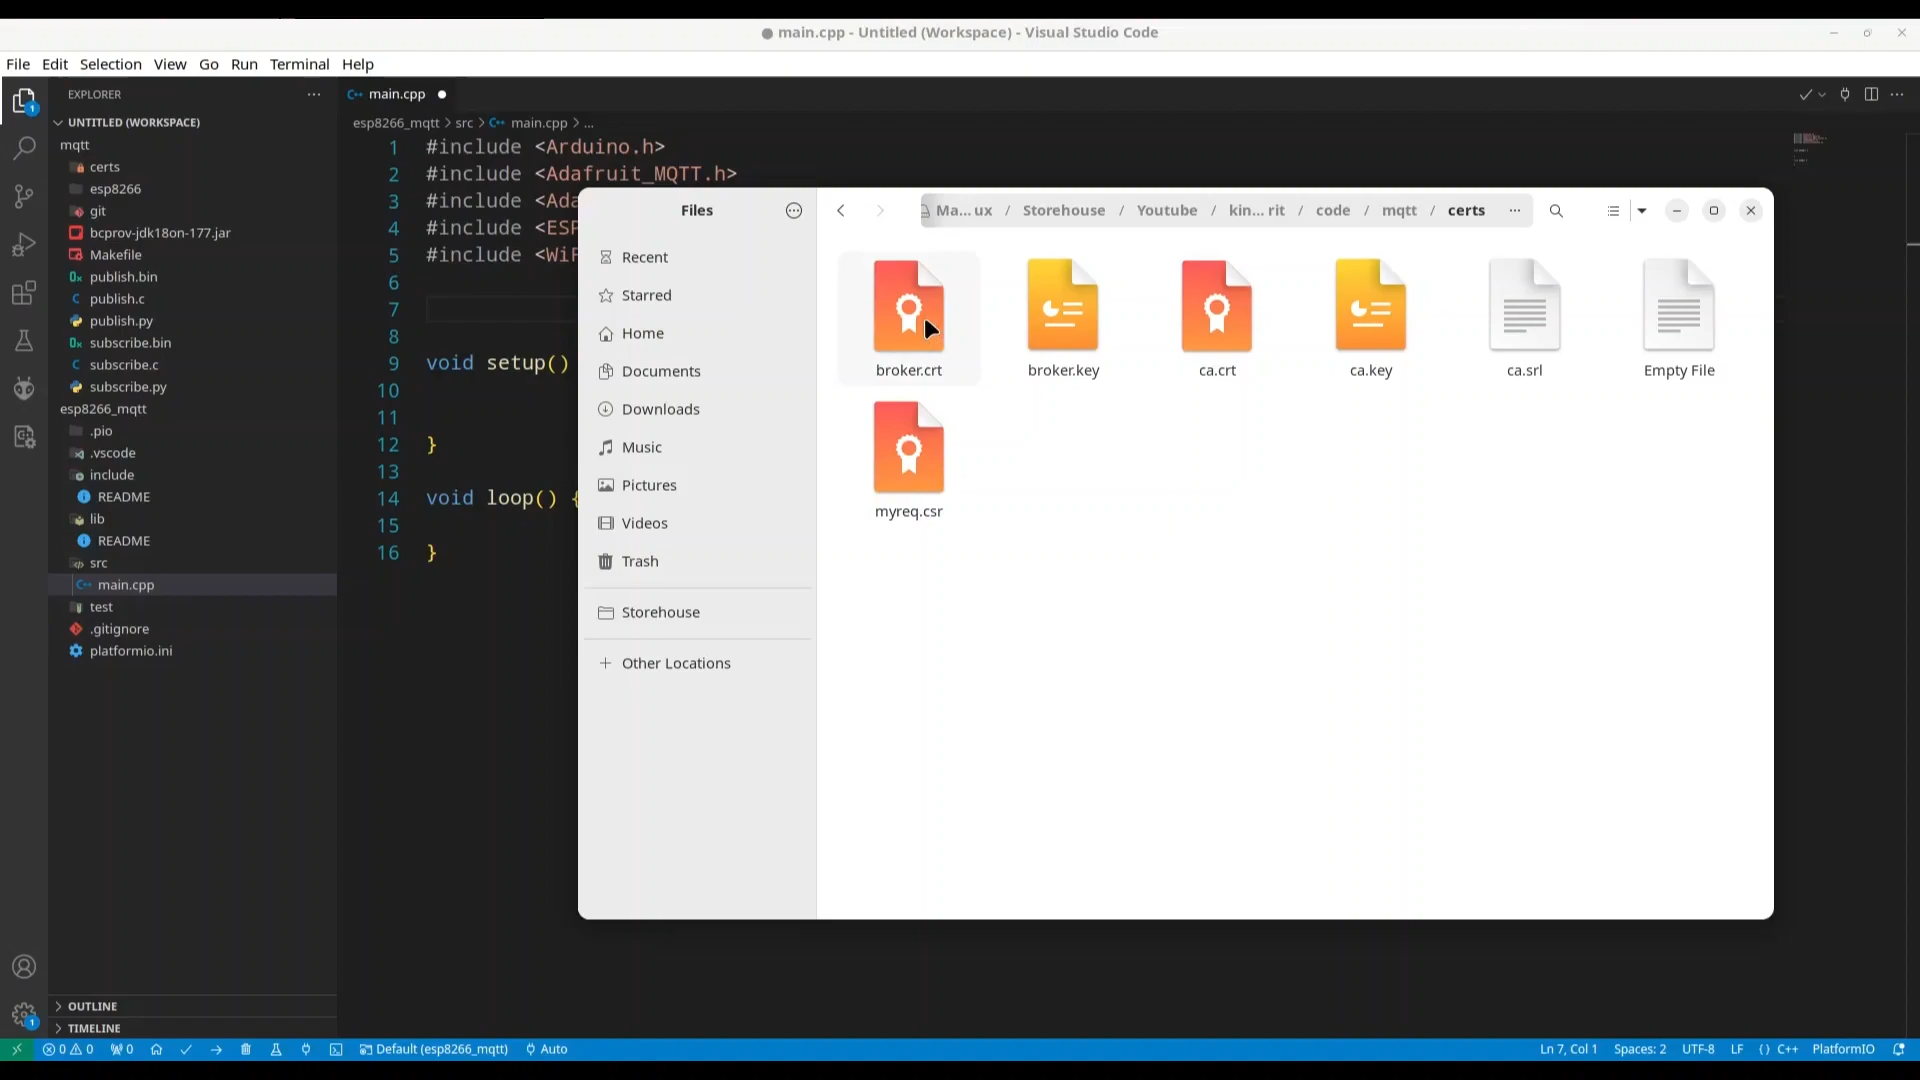 main.cpp - Untitled (Workspace) - Visual Studio Code
File Edit Selection View Go Run Terminal Help
EXPLORER
UNTITLED (WORKSPACE)
mqtt
certs
esp8266
git
bcprov-jdk18on-177.jar
Makefile
publish.bin
publish.c
publish.py
subscribe.bin
subscribe.c
subscribe.py
esp8266_mqtt
.pio
.vscode
include
README
lib
README
src
main.cpp
test
.gitignore
platformio.ini
OUTLINE
TIMELINE
main.cpp
esp8266_mqtt > src > main.cpp > ...
1 #include <Arduino.h>
2 #include <Adafruit_MQTT.h>
3 #include <Ada
4 #include <ESP
5 #include <WiF
6
7
8
9 void setup()
10
11
12 }
13
14 void loop() {
15
16 }
Files
Recent
Starred
Home
Documents
Downloads
Music
Pictures
Videos
Trash
Storehouse
Other Locations
Ma...ux / Storehouse / Youtube / kin...rit / code / mqtt / certs
broker.crt
broker.key
ca.crt
ca.key
ca.srl
Empty File
myreq.csr
0 0 0 Default (esp8266_mqtt) Auto
Ln 7, Col 1 Spaces: 2 UTF-8 LF {} C++ PlatformIO